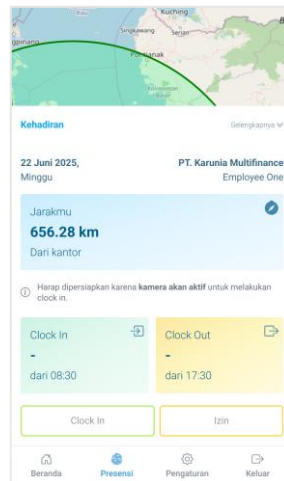 Kuching
Singkawang
Serian
Pontianak
Kehadiran
Selengkapnya
22 Juni 2025,
PT. Karunia Multifinance
Minggu
Employee One
Jarakmu
656.28 km
Dari kantor
Harap dipersiapkan karena kamera akan aktif untuk melakukan
clock in.
Clock In
Clock Out
-
-
dari 08:30
dari 17:30
Clock In
Izin
Beranda
Presensi
Pengaturan
Keluar